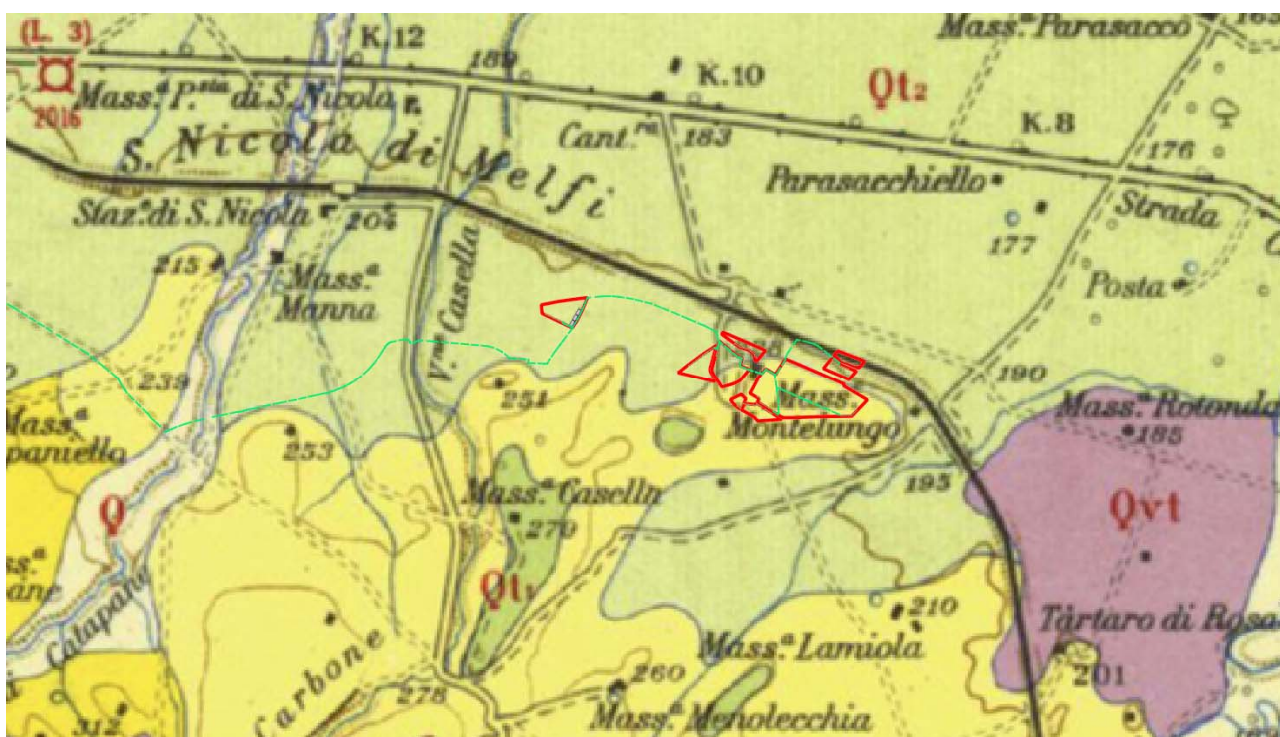 (L. 3)
2016
K.12
189
K.10
183
Qt₂
Mass.ª Parasacco
K.8
176
Mass.ª P.sta di S. Nicola
S. Nicola di Melfi
Cant.ra
Parasacchiello
177
Strada
Posta
Staz.ᵉ di S. Nicola
204
215
Mass.ª
Manna
V.ne Casella
239
251
253
Mass.ª
Montelungo
190
195
Mass.ª Rotondo
185
Mass.ª
Q
Mass.ª Casella
270
Qt₁
Qvt
Catapane
Carbone
278
260
Mass.ª Menolecchia
Mass.ª Lamiola
210
Tàrtaro di Rosa
201
312